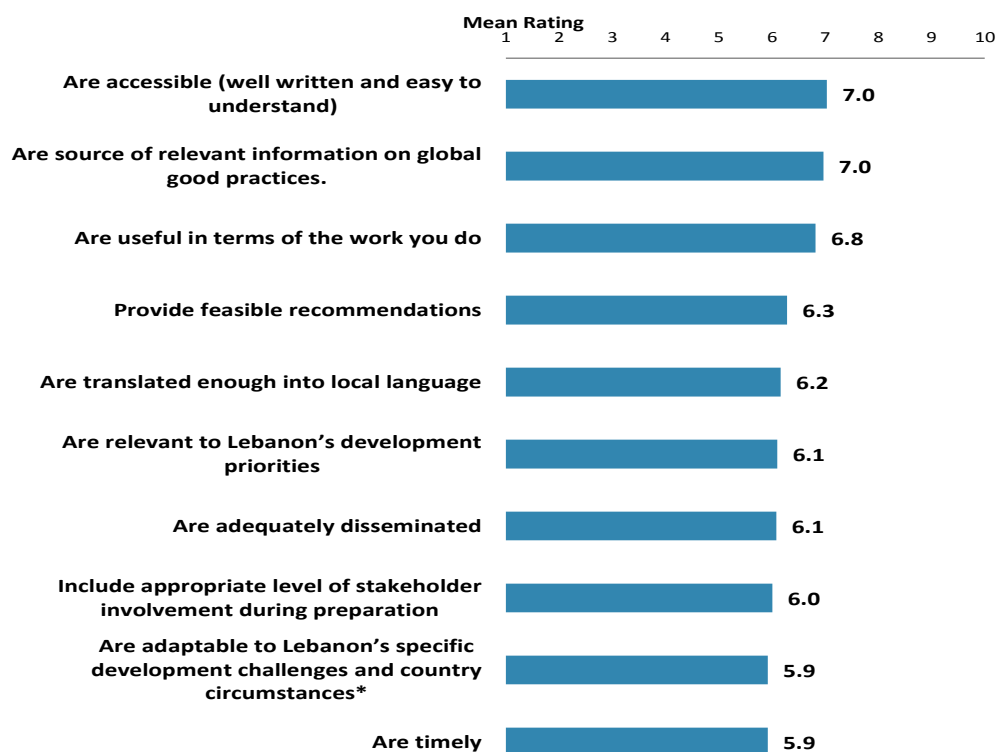 Mean Rating
1 2 3 4 5 6 7 8 9 10
Are accessible (well written and easy to
understand)
7.0
Are source of relevant information on global
good practices.
7.0
Are useful in terms of the work you do
6.8
Provide feasible recommendations
6.3
Are translated enough into local language
6.2
Are relevant to Lebanon’s development
priorities
6.1
Are adequately disseminated
6.1
Include appropriate level of stakeholder
involvement during preparation
6.0
Are adaptable to Lebanon’s specific
development challenges and country
circumstances*
5.9
Are timely
5.9